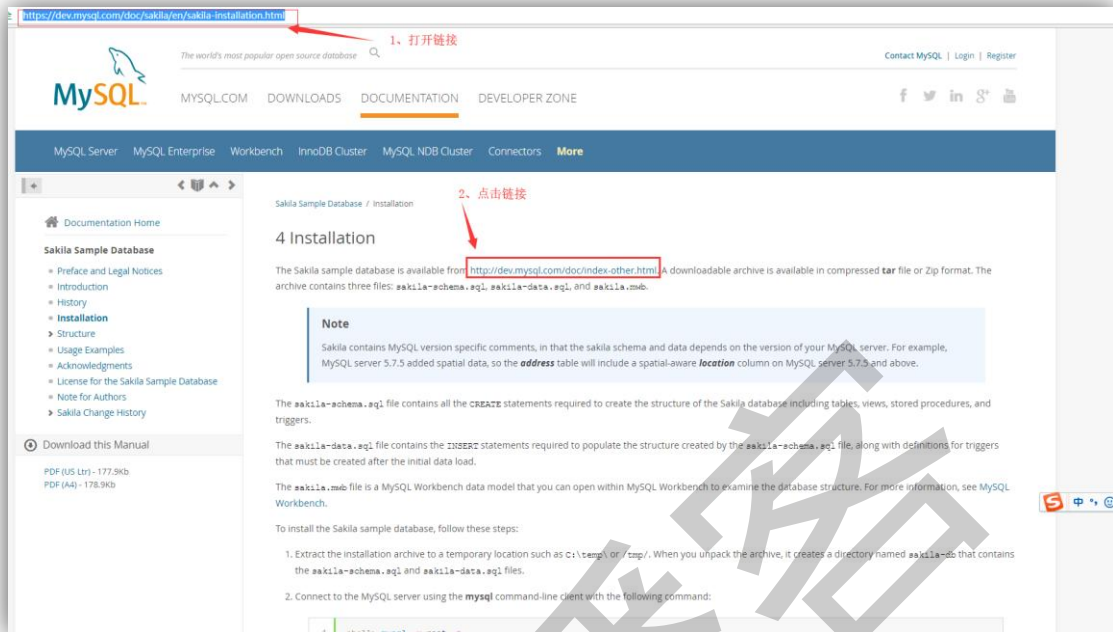 https://dev.mysql.com/doc/sakila/en/sakila-installation.html
1、打开链接
The world's most popular open source database
Contact MySQL | Login | Register
MySQL
MYSQL.COM DOWNLOADS DOCUMENTATION DEVELOPER ZONE
MySQL Server MySQL Enterprise Workbench InnoDB Cluster MySQL NDB Cluster Connectors More
2、点击链接
Documentation Home
Sakila Sample Database
Preface and Legal Notices
Introduction
History
Installation
Structure
Usage Examples
Acknowledgments
License for the Sakila Sample Database
Note for Authors
Sakila Change History
Download this Manual
PDF (US Ltr) - 177.9Kb
PDF (A4) - 178.9Kb
Sakila Sample Database / Installation
4 Installation
The Sakila sample database is available from http://dev.mysql.com/doc/index-other.html. A downloadable archive is available in compressed tar file or Zip format. The
archive contains three files: sakila-schema.sql, sakila-data.sql, and sakila.mwb.
Note
Sakila contains MySQL version specific comments, in that the sakila schema and data depends on the version of your MySQL server. For example,
MySQL server 5.7.5 added spatial data, so the address table will include a spatial-aware location column on MySQL server 5.7.5 and above.
The sakila-schema.sql file contains all the CREATE statements required to create the structure of the Sakila database including tables, views, stored procedures, and
triggers.
The sakila-data.sql file contains the INSERT statements required to populate the structure created by the sakila-schema.sql file, along with definitions for triggers
that must be created after the initial data load.
The sakila.mwb file is a MySQL Workbench data model that you can open within MySQL Workbench to examine the database structure. For more information, see MySQL
Workbench.
To install the Sakila sample database, follow these steps:
1. Extract the installation archive to a temporary location such as C:\temp\ or /tmp/. When you unpack the archive, it creates a directory named sakila-db that contains
the sakila-schema.sql and sakila-data.sql files.
2. Connect to the MySQL server using the mysql command-line client with the following command:
中